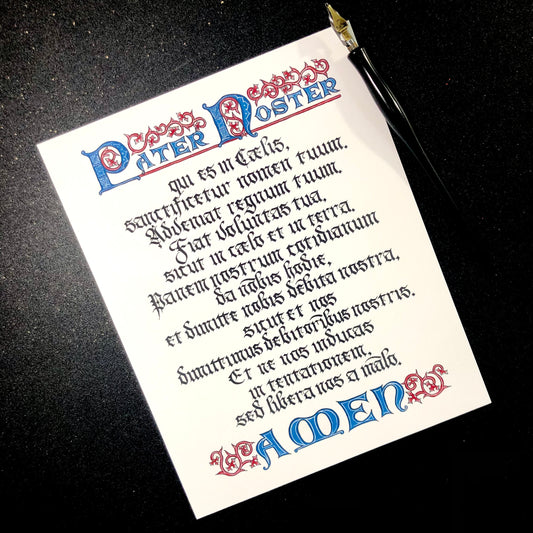 PATER NOSTER
qui es in Cælis,
sanctificetur nomen tuum.
Adveniat regnum tuum.
Fiat voluntas tua,
sicut in cælo et in terra.
Panem nostrum cotidianum
da nobis hodie,
et dimitte nobis debita nostra,
sicut et nos
dimittimus debitoribus nostris.
Et ne nos inducas
in tentationem,
sed libera nos a malo,
AMEN